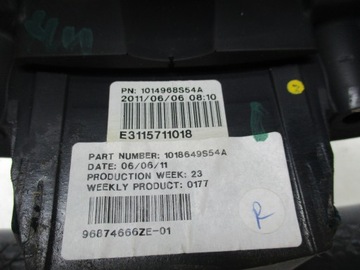 PN: 1014968S54A
2011/06/06 08:10
E3115711018
PART NUMBER: 1018649S54A
DATE: 06/06/11
PRODUCTION WEEK: 23
WEEKLY PRODUCT: 0177
R
96874666ZE-01